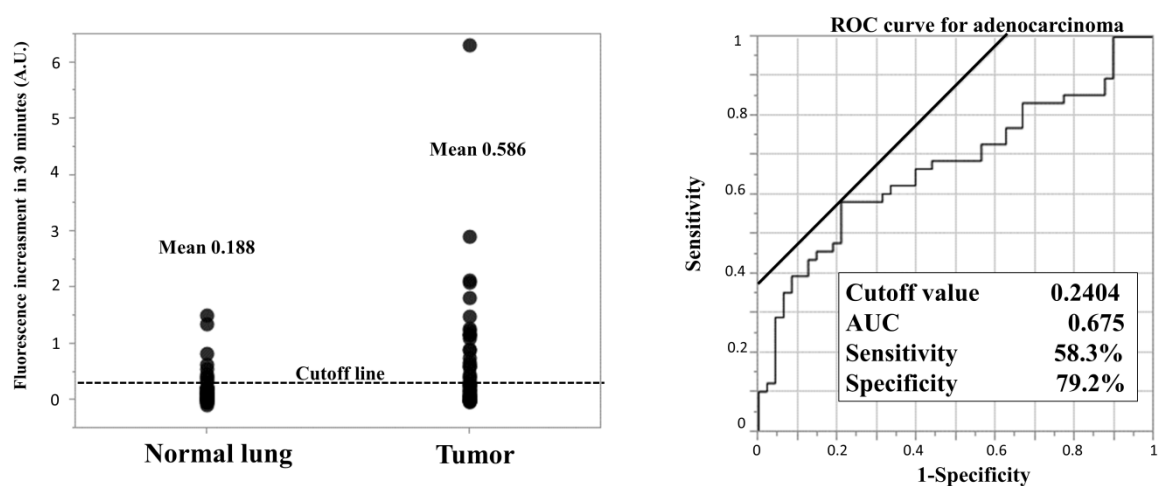 Fluorescence increasment in 30 minutes (A.U.)
6
5
4
3
2
1
0
Mean 0.586
Mean 0.188
Cutoff line
Normal lung
Tumor
ROC curve for adenocarcinoma
Sensitivity
1
0.8
0.6
0.4
0.2
0
Cutoff value 0.2404
AUC 0.675
Sensitivity 58.3%
Specificity 79.2%
0 0.2 0.4 0.6 0.8 1
1-Specificity